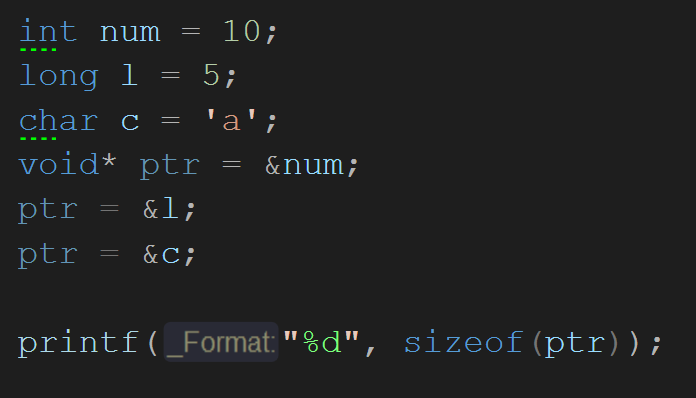 int num = 10;
long l = 5;
char c = 'a';
void* ptr = &num;
ptr = &l;
ptr = &c;
printf(_Format:"%d", sizeof(ptr));